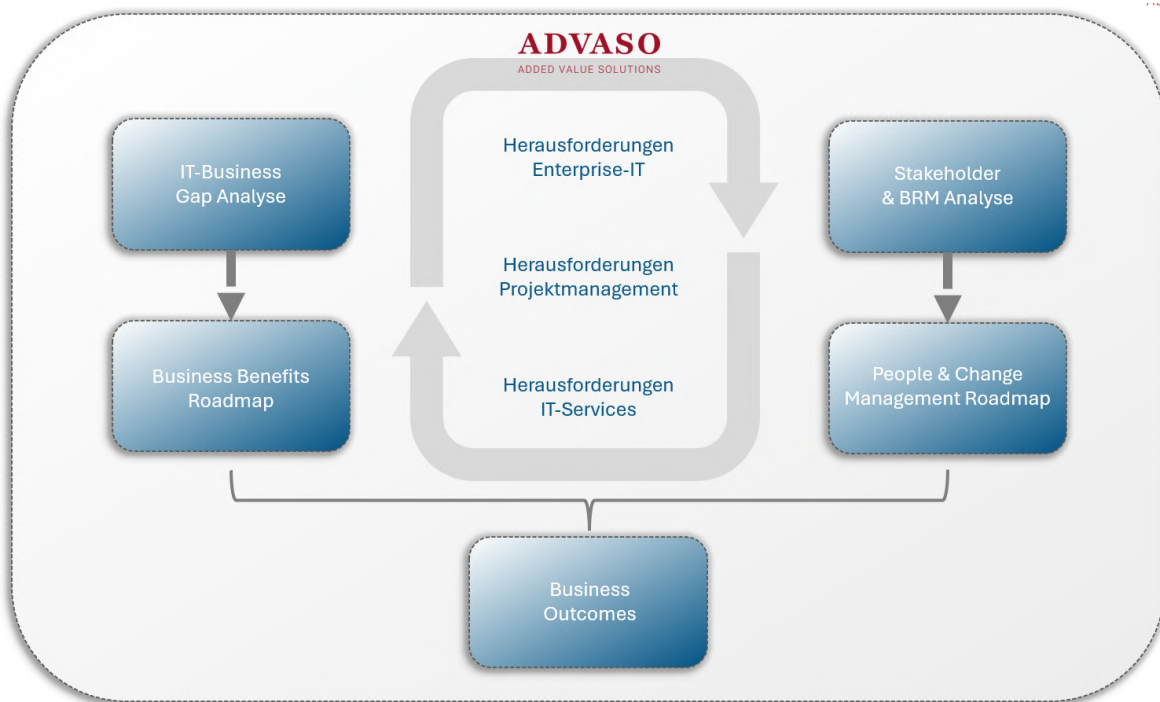 ADVASO
ADDED VALUE SOLUTIONS
IT-Business
Gap Analyse
Herausforderungen
Enterprise-IT
Stakeholder
& BRM Analyse
Herausforderungen
Projektmanagement
Business Benefits
Roadmap
Herausforderungen
IT-Services
People & Change
Management Roadmap
Business
Outcomes